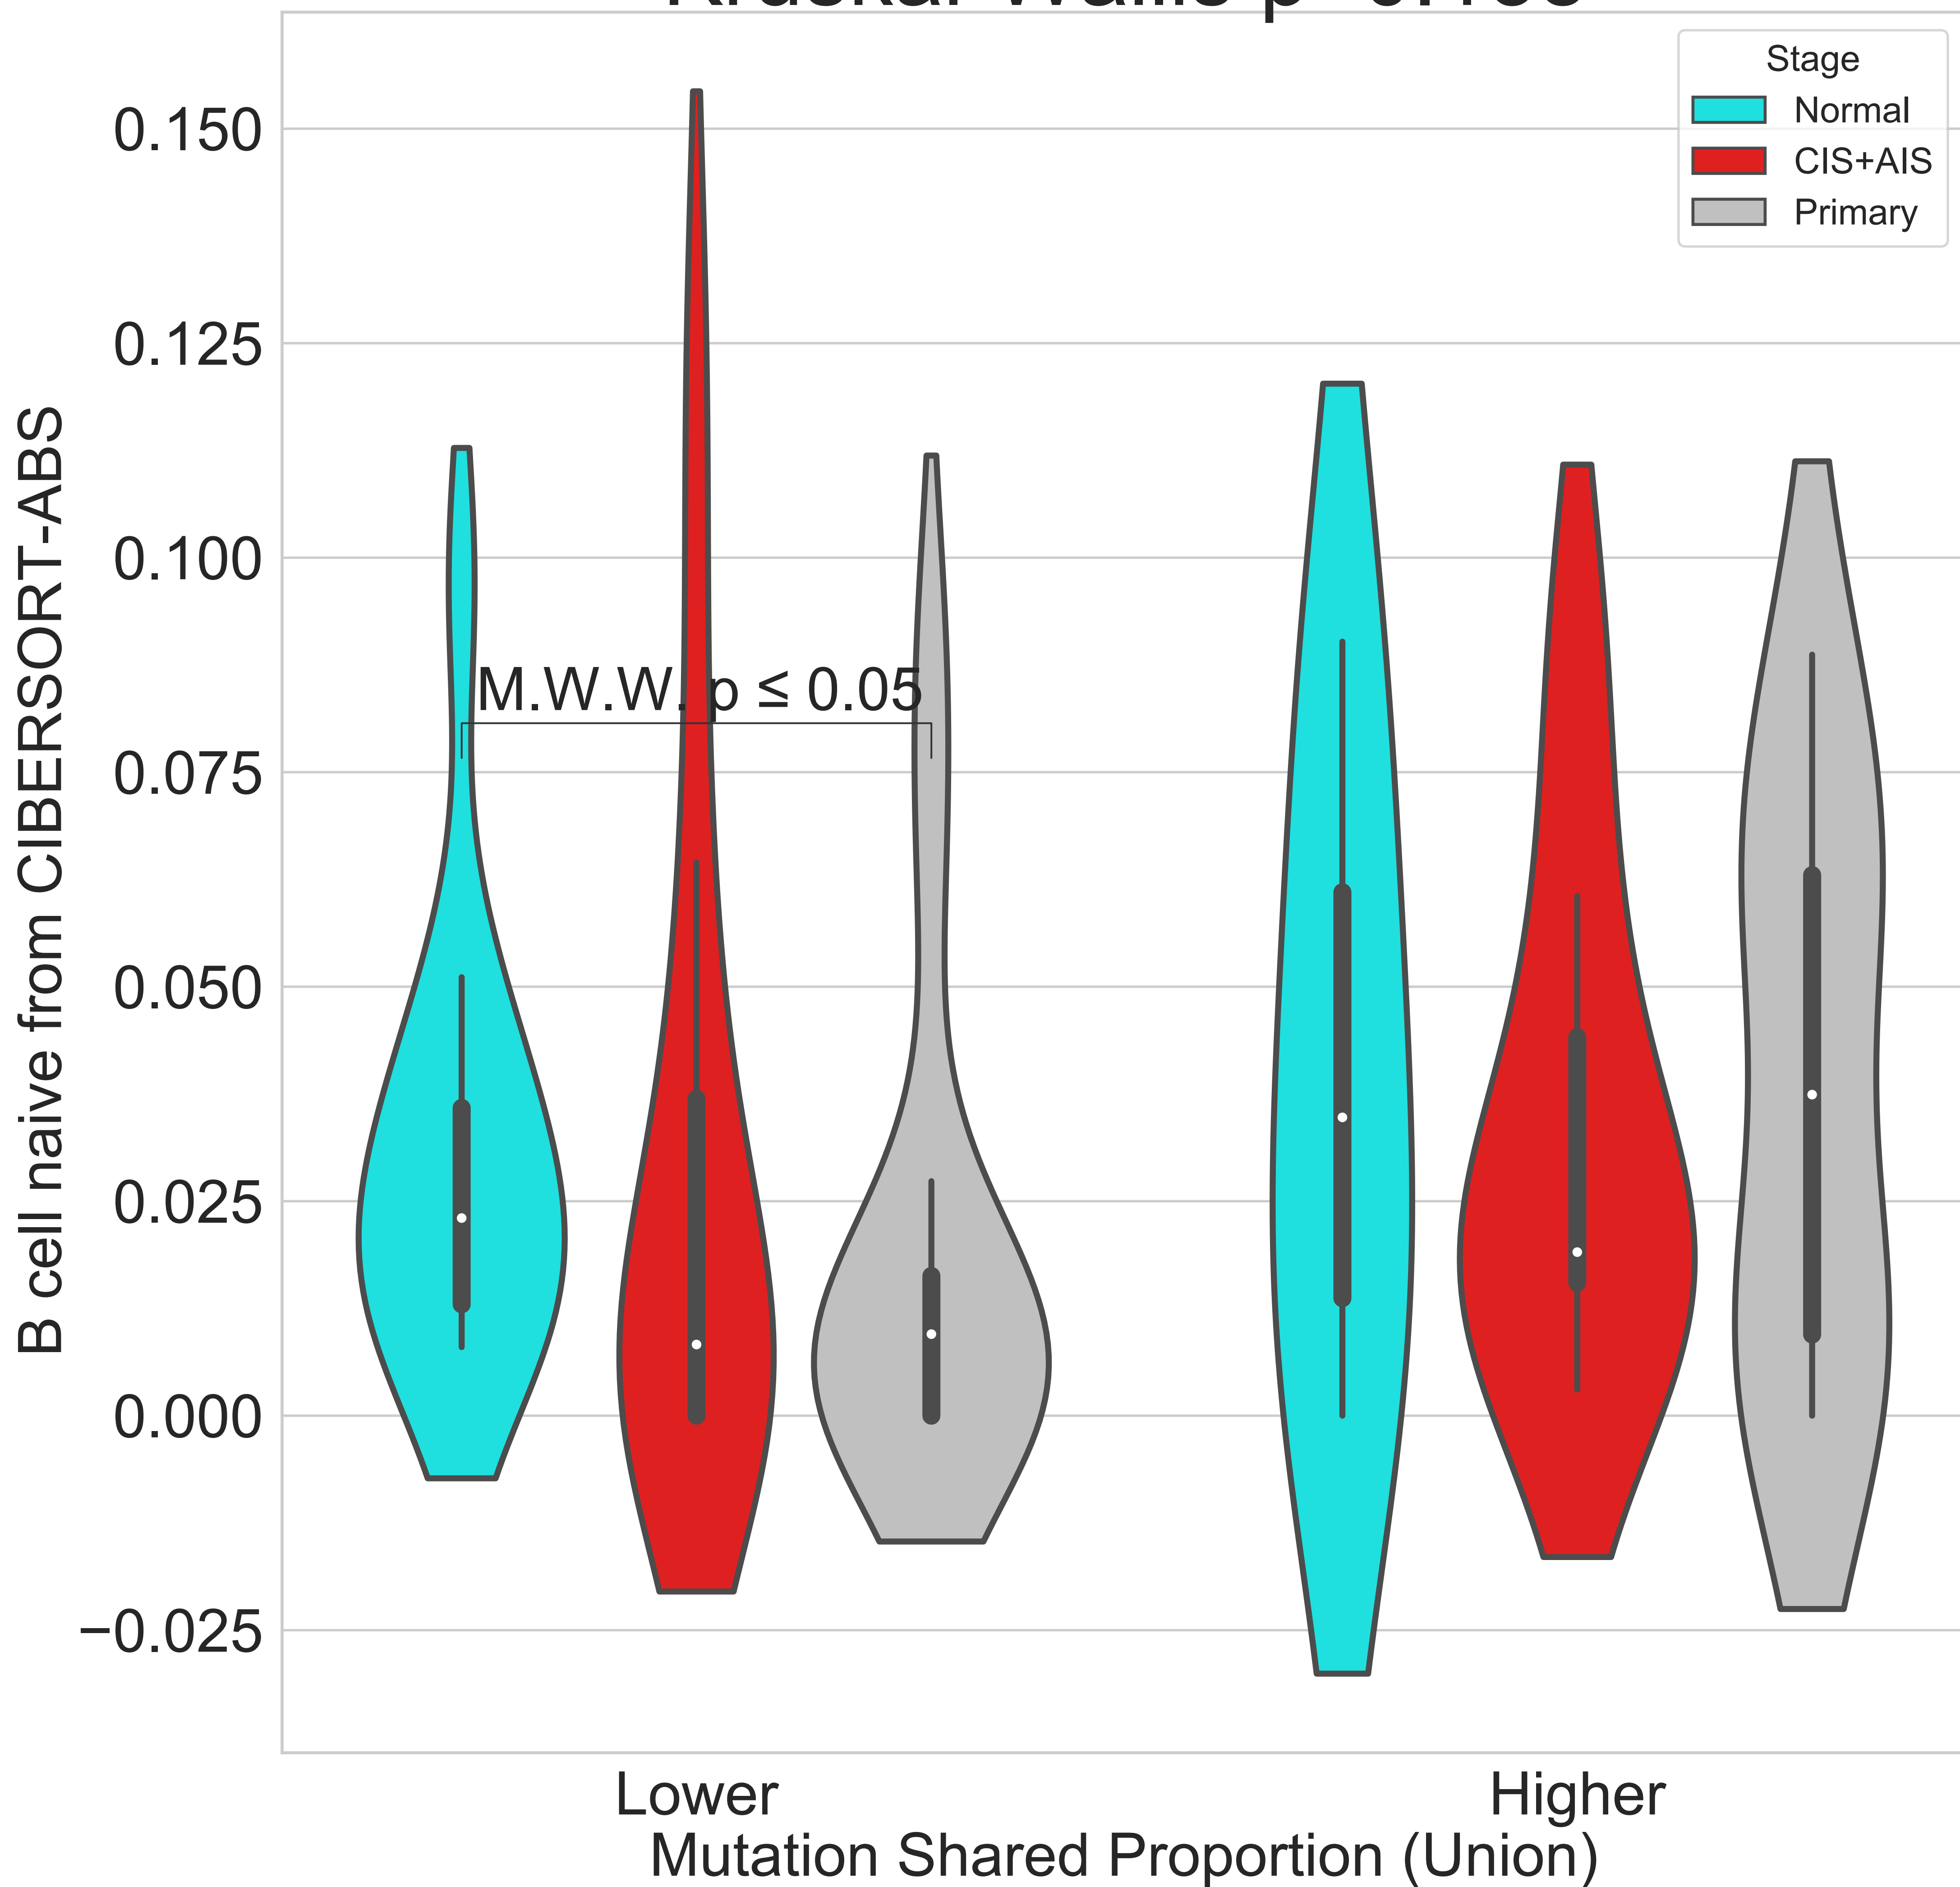 Stage
Normal
CIS+AIS
Primary
B cell naive from CIBERSORT-ABS
0.150
0.125
0.100
0.075
0.050
0.025
0.000
−0.025
M.W.W. p ≤ 0.05
Lower
Higher
Mutation Shared Proportion (Union)